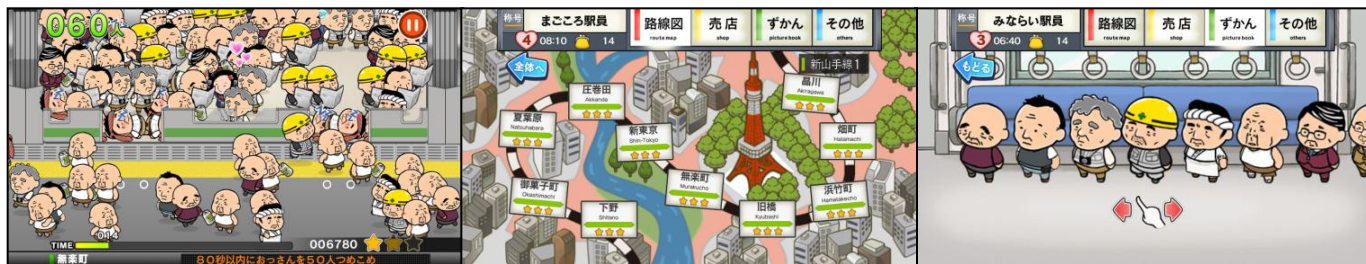 060人
014
TIME
006780
無楽町
80秒以内におっさんを50人つめこめ
称号 まごころ駅員
4 08:10 14
路線図
route map
売店
shop
ずかん
picture book
その他
others
全体へ
新山手線1
圧巻田
Askanda
品川
夏葉原
Natsuhabara
新東京
Shin-Tokyo
畑町
Hatamachi
無楽町
Murakucho
御菓子町
Okashimachi
下野
Shitano
旧橋
Kyubashi
浜竹町
Hamatakecho
称号 みならい駅員
3 06:40 14
路線図
route map
売店
shop
ずかん
picture book
その他
others
もどる